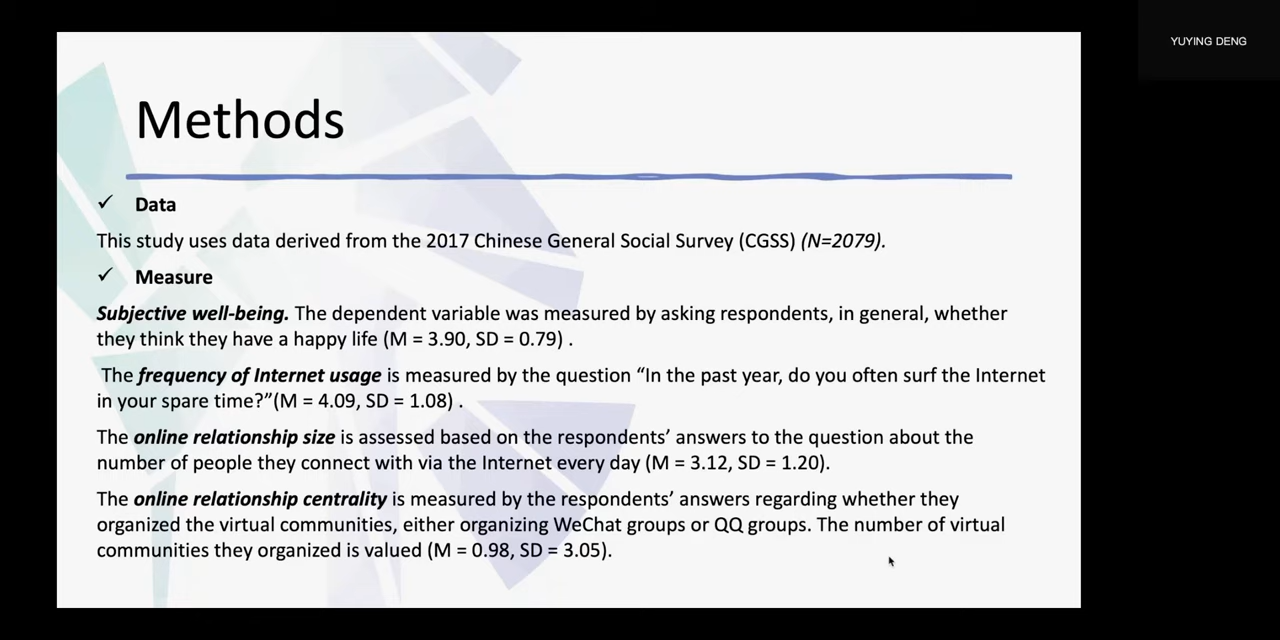 YUYING DENG
Methods
✓ Data
This study uses data derived from the 2017 Chinese General Social Survey (CGSS) (N=2079).
✓ Measure
Subjective well-being. The dependent variable was measured by asking respondents, in general, whether
they think they have a happy life (M = 3.90, SD = 0.79) .
The frequency of Internet usage is measured by the question “In the past year, do you often surf the Internet
in your spare time?”(M = 4.09, SD = 1.08) .
The online relationship size is assessed based on the respondents’ answers to the question about the
number of people they connect with via the Internet every day (M = 3.12, SD = 1.20).
The online relationship centrality is measured by the respondents’ answers regarding whether they
organized the virtual communities, either organizing WeChat groups or QQ groups. The number of virtual
communities they organized is valued (M = 0.98, SD = 3.05).